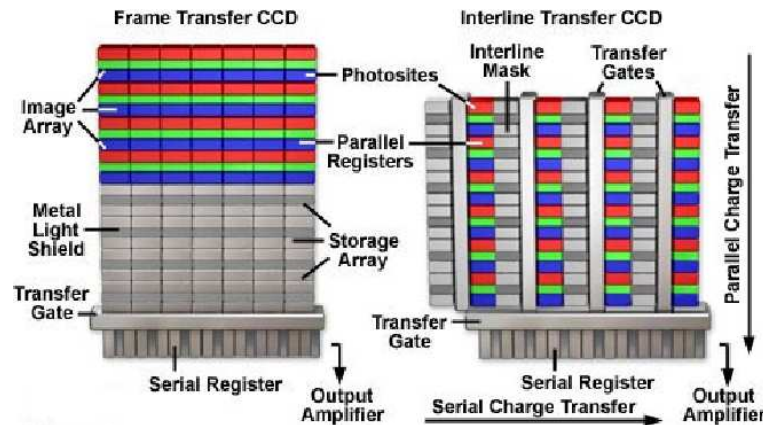 Frame Transfer CCD
Interline Transfer CCD
Image
Array
Photosites
Parallel
Registers
Metal
Light
Shield
Storage
Array
Transfer
Gate
Serial Register
Output
Amplifier
Interline
Mask
Transfer
Gates
Parallel Charge Transfer
Transfer
Gate
Serial Register
Output
Amplifier
Serial Charge Transfer